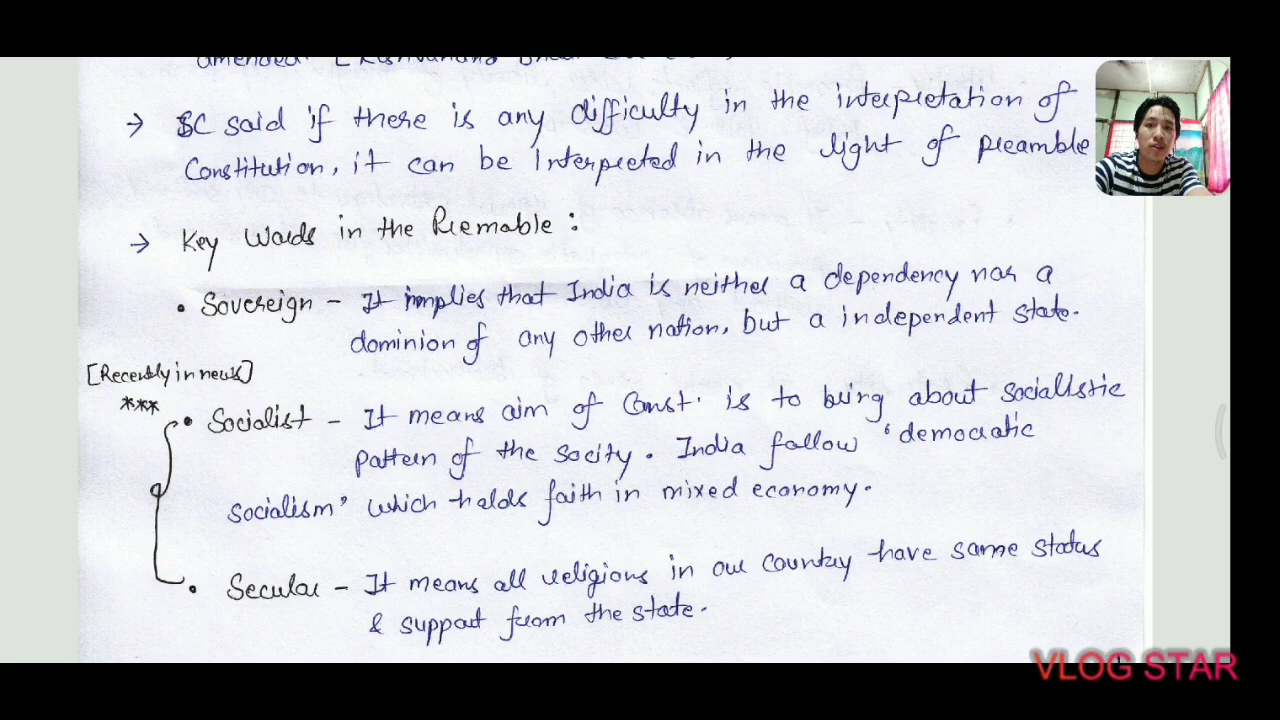 amended
→ SC said if there is any difficulty in the interpretation of
Constitution, it can be Interpreted in the light of preamble
→ Key Words in the Premable :
• Sovereign - It implies that India is neither a dependency nor a
dominion of any other nation, but a independent state.
[Recently in news]
***
• Socialist - It means aim of Const. is to bring about socialistic
pattern of the socity. India follow 'democratic
socialism' which holds faith in mixed economy.
• Secular - It means all religions in our country have same status
& support from the state.
VLOG STAR